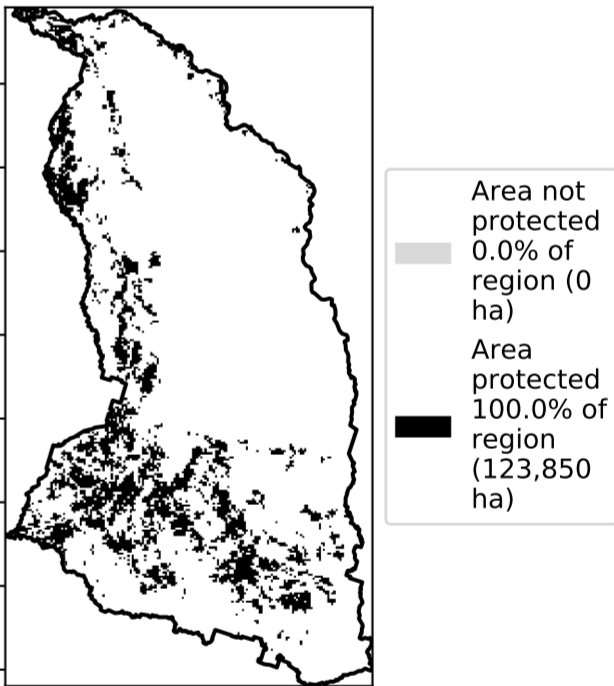 Area not
protected
0.0% of
region (0
ha)
Area
protected
100.0% of
region
(123,850
ha)